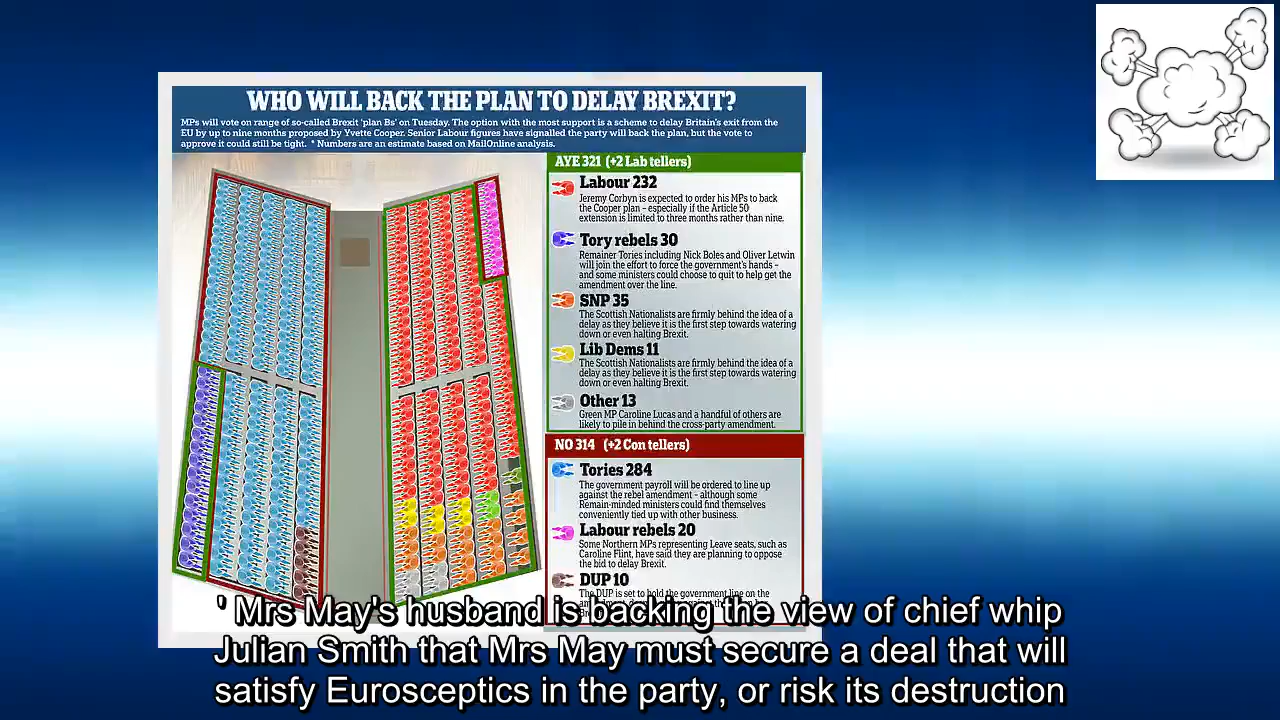 WHO WILL BACK THE PLAN TO DELAY BREXIT?
MPs will vote on range of so-called Brexit 'plan Bs' on Tuesday. The option with the most support is a scheme to delay Britain's exit from the
EU by up to nine months proposed by Yvette Cooper. Senior Labour figures have signalled the party will back the plan, but the vote to
approve it could still be tight. * Numbers are an estimate based on MailOnline analysis.
AYE 321 (+2 Lab tellers)
Labour 232
Jeremy Corbyn is expected to order his MPs to back
the Cooper plan - especially if the Article 50
extension is limited to three months rather than nine.
Tory rebels 30
Remainer Tories including Nick Boles and Oliver Letwin
will join the effort to force the government's hands -
and some ministers could choose to quit to help get the
amendment over the line.
SNP 35
The Scottish Nationalists are firmly behind the idea of a
delay as they believe it is the first step towards watering
down or even halting Brexit.
Lib Dems 11
The Scottish Nationalists are firmly behind the idea of a
delay as they believe it is the first step towards watering
down or even halting Brexit.
Other 13
Green MP Caroline Lucas and a handful of others are
likely to pile in behind the cross-party amendment.
NO 314 (+2 Con tellers)
Tories 284
The government payroll will be ordered to line up
against the rebel amendment - although some
Remain-minded ministers could find themselves
conveniently tied up with other business.
Labour rebels 20
Some Northern MPs representing Leave seats, such as
Caroline Flint, have said they are planning to oppose
the bid to delay Brexit.
DUP 10
The DUP is set to hold the government line on the
' Mrs May's husband is backing the view of chief whip
Julian Smith that Mrs May must secure a deal that will
satisfy Eurosceptics in the party, or risk its destruction